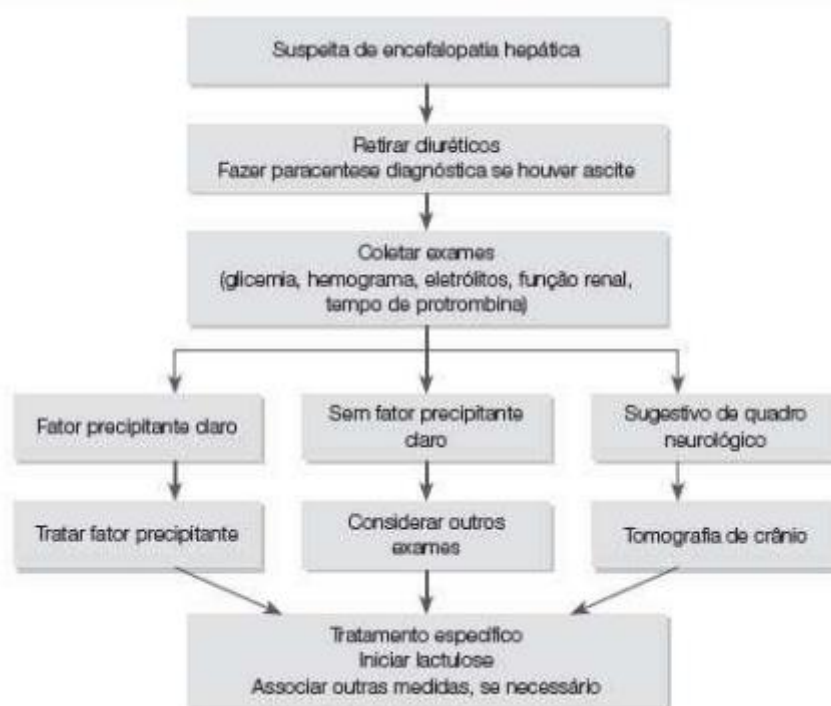 Suspeita de encefalopatia hepática
Retirar diuréticos
Fazer paracentese diagnóstica se houver ascite
Coletar exames
(glicemia, hemograma, eletrólitos, função renal,
tempo de protrombina)
Fator precipitante claro
Sem fator precipitante
claro
Sugestivo de quadro
neurológico
Tratar fator precipitante
Considerar outros
exames
Tomografia de crânio
Tratamento específico
Iniciar lactulose
Associar outras medidas, se necessário